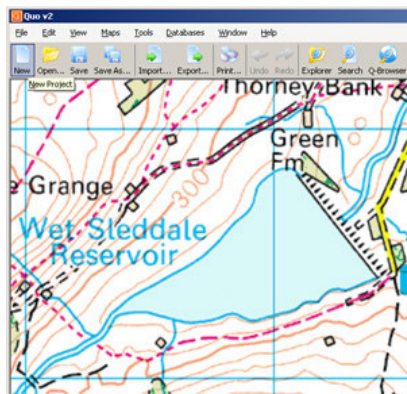 Quo v2
File Edit View Maps Tools Databases Window Help
New Open... Save Save As... Import... Export... Print... Undo Redo Explorer Search Q-Browser
New Project
Thorney Bank
Green
Fm
e Grange
300
Wet Sleddale
Reservoir